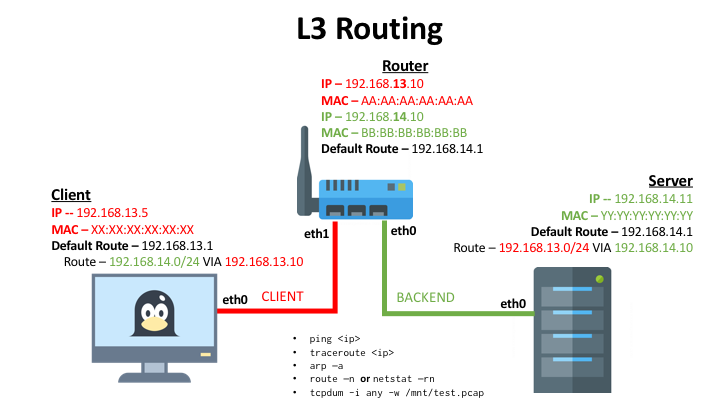 L3 Routing
Router
IP – 192.168.13.10
MAC – AA:AA:AA:AA:AA:AA
IP – 192.168.14.10
MAC – BB:BB:BB:BB:BB:BB
Default Route – 192.168.14.1
Client
IP -- 192.168.13.5
MAC – XX:XX:XX:XX:XX:XX
Default Route – 192.168.13.1
Route – 192.168.14.0/24 VIA 192.168.13.10
Server
IP -- 192.168.14.11
MAC – YY:YY:YY:YY:YY:YY
Default Route – 192.168.14.1
Route – 192.168.13.0/24 VIA 192.168.14.10
eth1
eth0
eth0
CLIENT
BACKEND
eth0
• ping <ip>
• traceroute <ip>
• arp –a
• route –n or netstat –rn
• tcpdum -i any -w /mnt/test.pcap